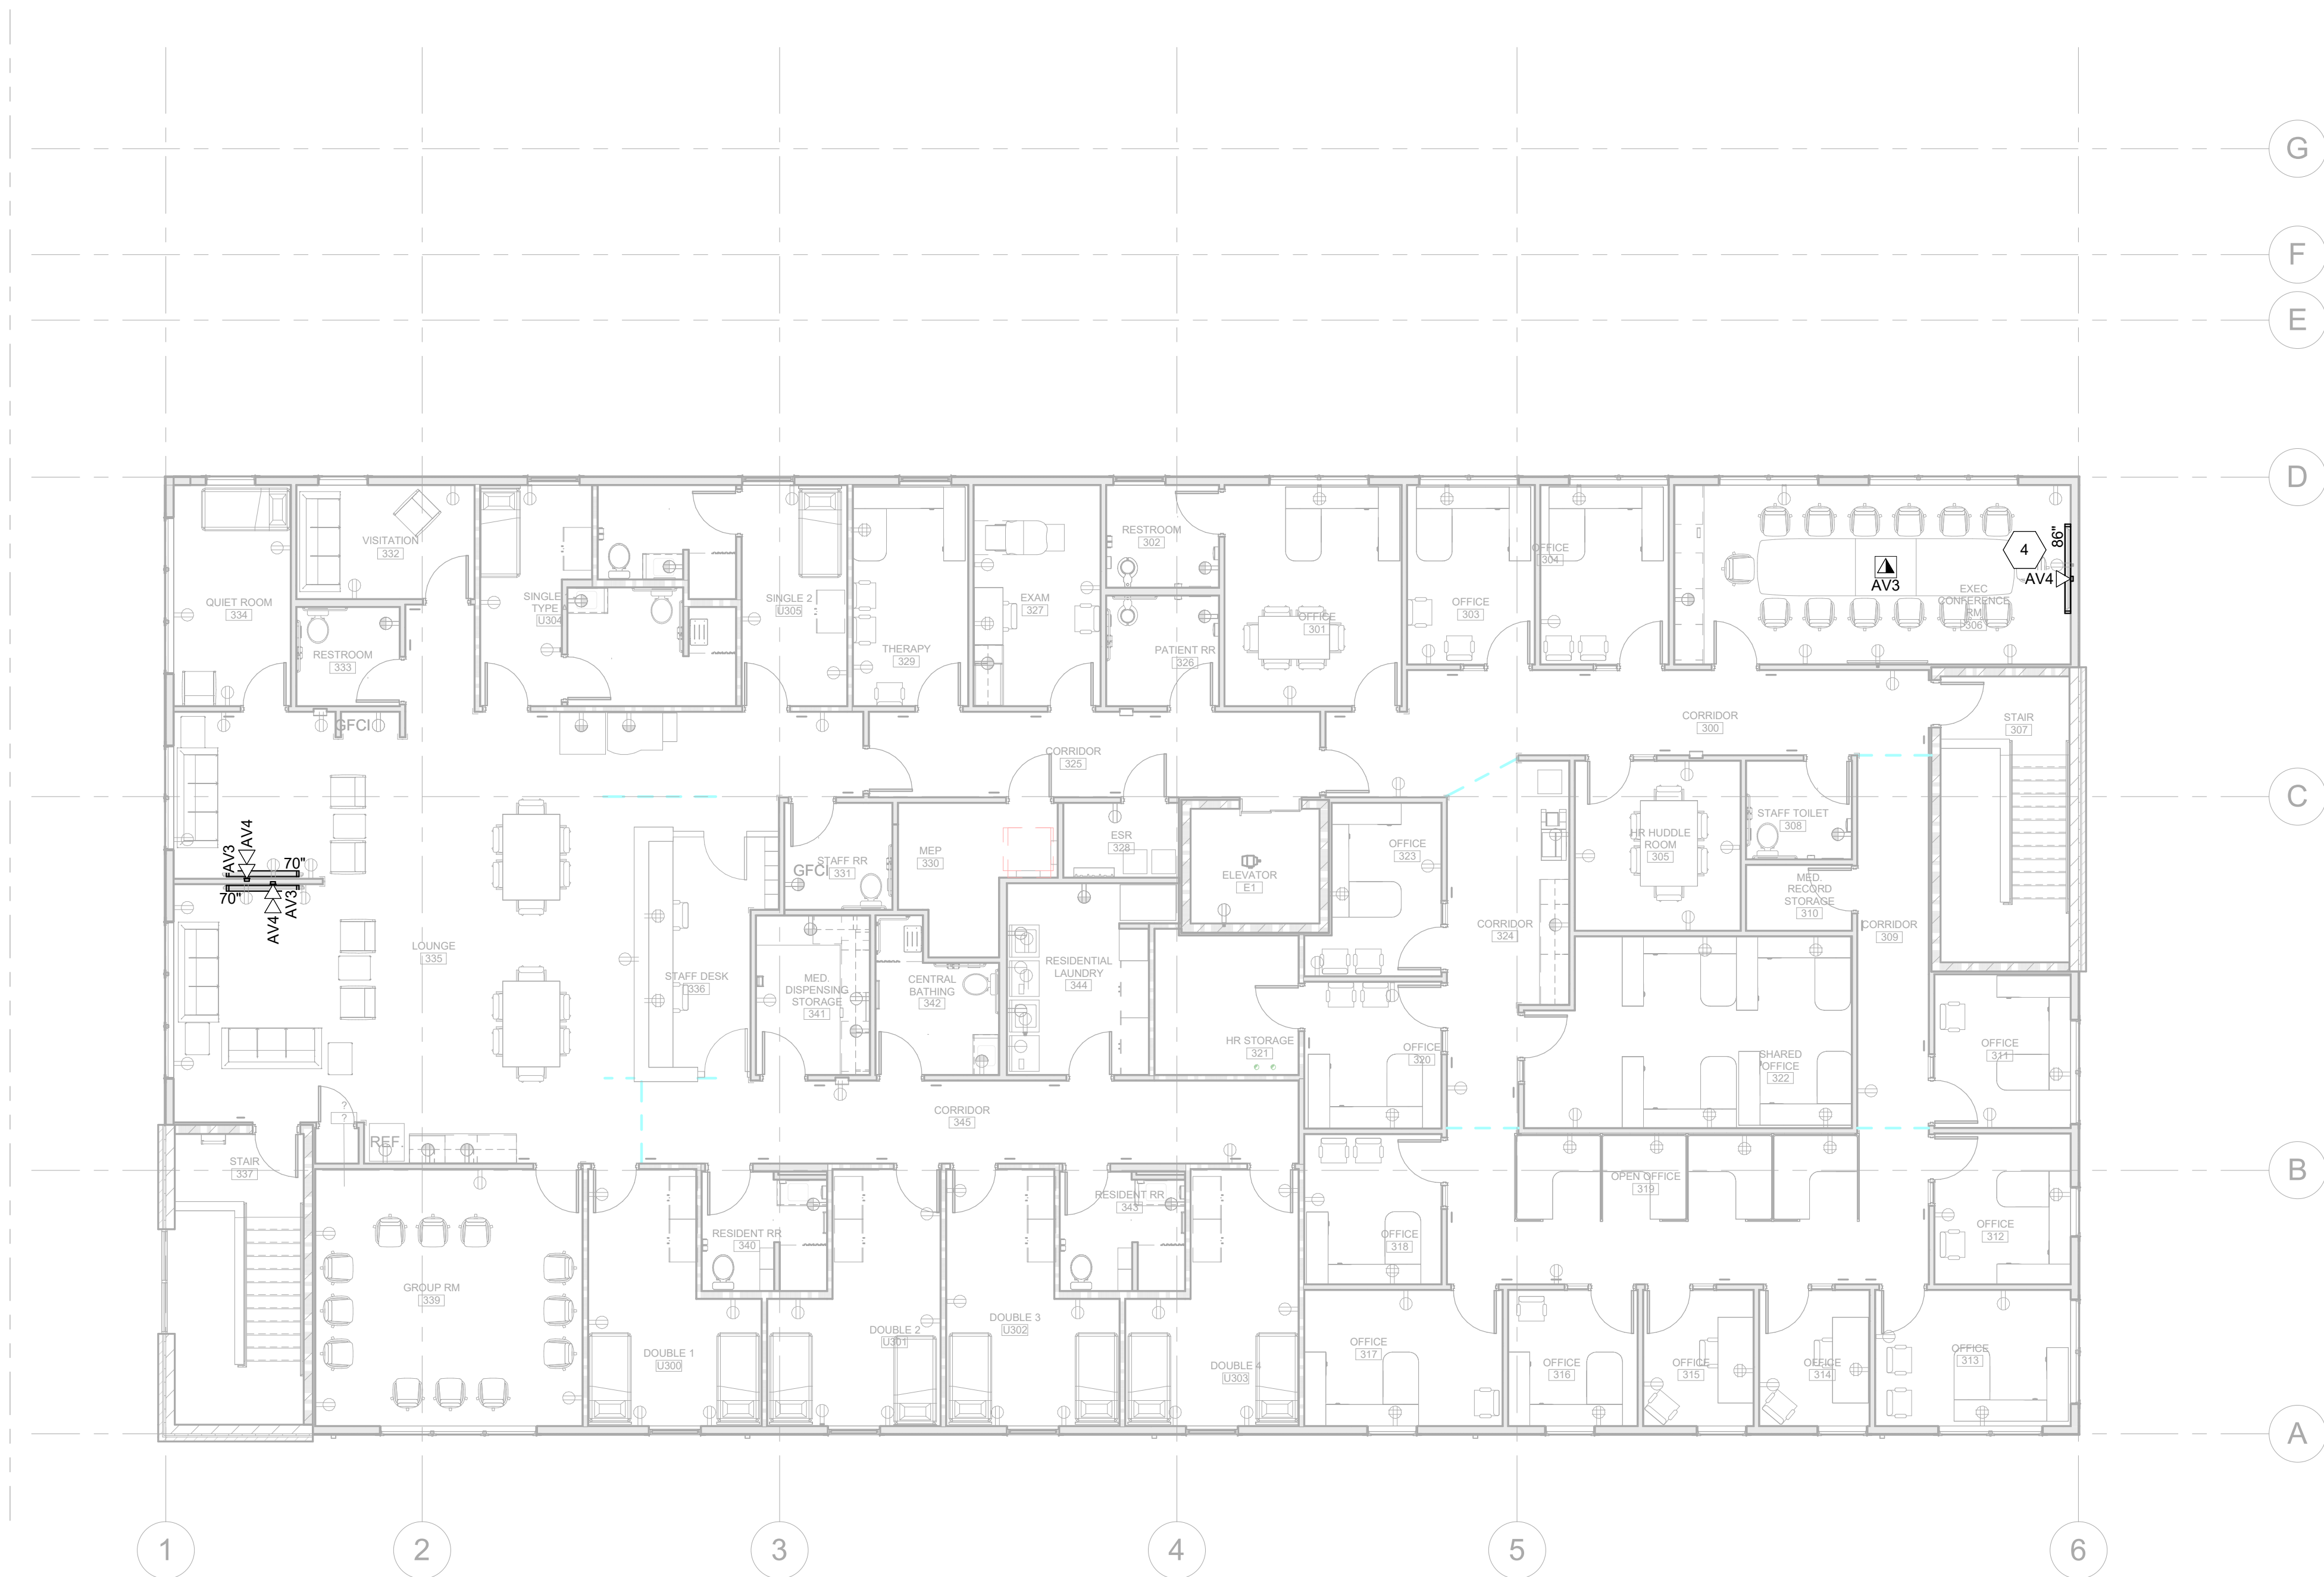 G
F
E
D
C
B
A
1
2
3
4
5
6
QUIET ROOM
334
VISITATION
332
RESTROOM
333
SINGLE
TYPE
U304
SINGLE 2
U305
THERAPY
329
EXAM
327
RESTROOM
302
PATIENT RR
326
OFFICE
301
OFFICE
303
OFFICE
304
EXEC
CONFERENCE
RM
306
4
86"
AV4
AV3
GFCI
CORRIDOR
325
CORRIDOR
300
STAIR
307
AV3
AV4
70"
70"
AV4
AV3
LOUNGE
335
STAFF DESK
336
GFCI
STAFF RR
331
MEP
330
ESR
328
ELEVATOR
E1
OFFICE
323
HR HUDDLE
ROOM
305
STAFF TOILET
308
MED.
RECORD
STORAGE
310
CORRIDOR
324
CORRIDOR
309
MED.
DISPENSING
STORAGE
341
CENTRAL
BATHING
342
RESIDENTIAL
LAUNDRY
344
HR STORAGE
321
OFFICE
320
SHARED
OFFICE
322
OFFICE
311
?
?
REF.
CORRIDOR
345
STAIR
337
GROUP RM
339
RESIDENT RR
340
RESIDENT RR
343
OFFICE
318
OPEN OFFICE
319
OFFICE
312
DOUBLE 1
U300
DOUBLE 2
U301
DOUBLE 3
U302
DOUBLE 4
U303
OFFICE
317
OFFICE
316
OFFICE
315
OFFICE
314
OFFICE
313